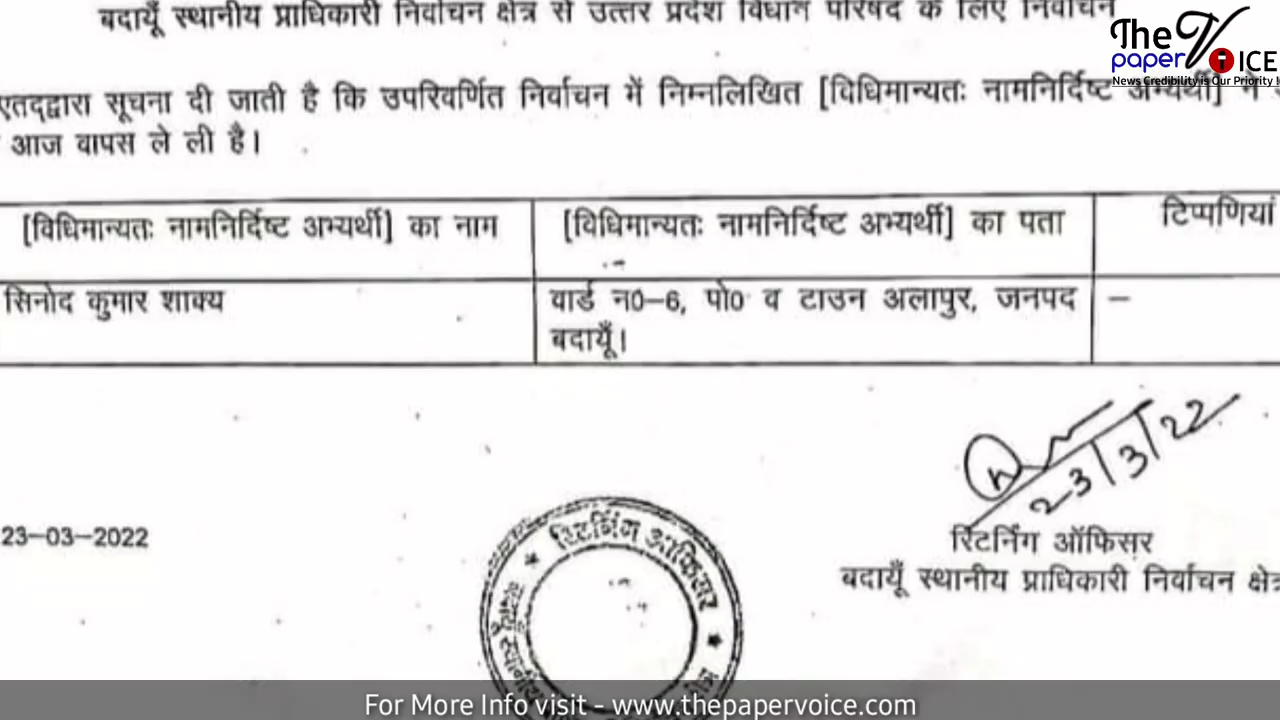 बदायूँ स्थानीय प्राधिकारी निर्वाचन क्षेत्र से उत्तर प्रदेश विधान परिषद के लिए निर्वाचन
The Voice
paper
News Credibility is Our Priority !
एतद्द्वारा सूचना दी जाती है कि उपरिवर्णित निर्वाचन में निम्नलिखित [विधिमान्यतः नामनिर्दिष्ट अभ्यर्थी] ने
आज वापस ले ली है।
[विधिमान्यतः नामनिर्दिष्ट अभ्यर्थी] का नाम
[विधिमान्यतः नामनिर्दिष्ट अभ्यर्थी] का पता
टिप्पणियां
सिनोद कुमार शाक्य
वार्ड न0–6, पो0 व टाउन अलापुर, जनपद
बदायूँ।
–
23/3/22
23–03–2022
रिटर्निंग ऑफिसर
बदायूँ स्थानीय प्राधिकारी निर्वाचन क्षेत्र
रिटर्निंग आफिसर
For More Info visit - www.thepapervoice.com